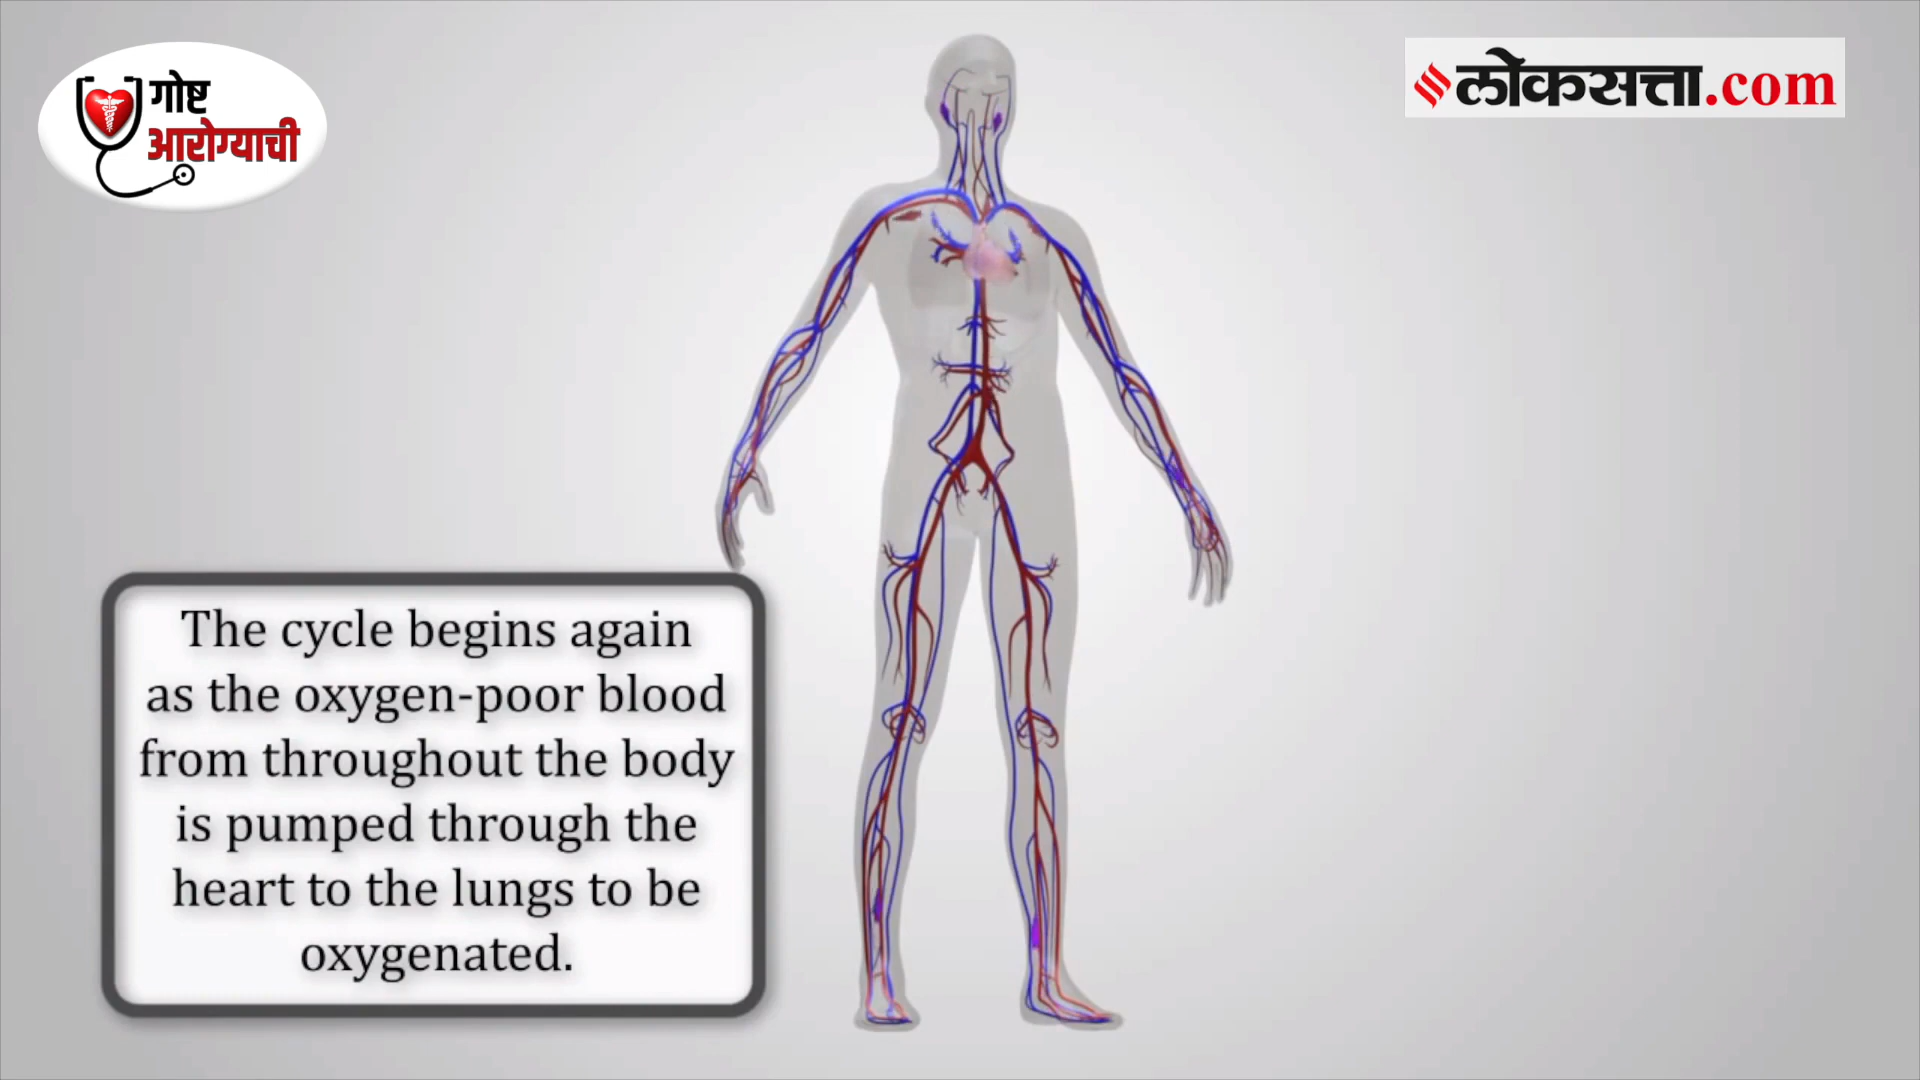 गोष्ट
आरोग्याची
लोकसत्ता.com
The cycle begins again
as the oxygen-poor blood
from throughout the body
is pumped through the
heart to the lungs to be
oxygenated.